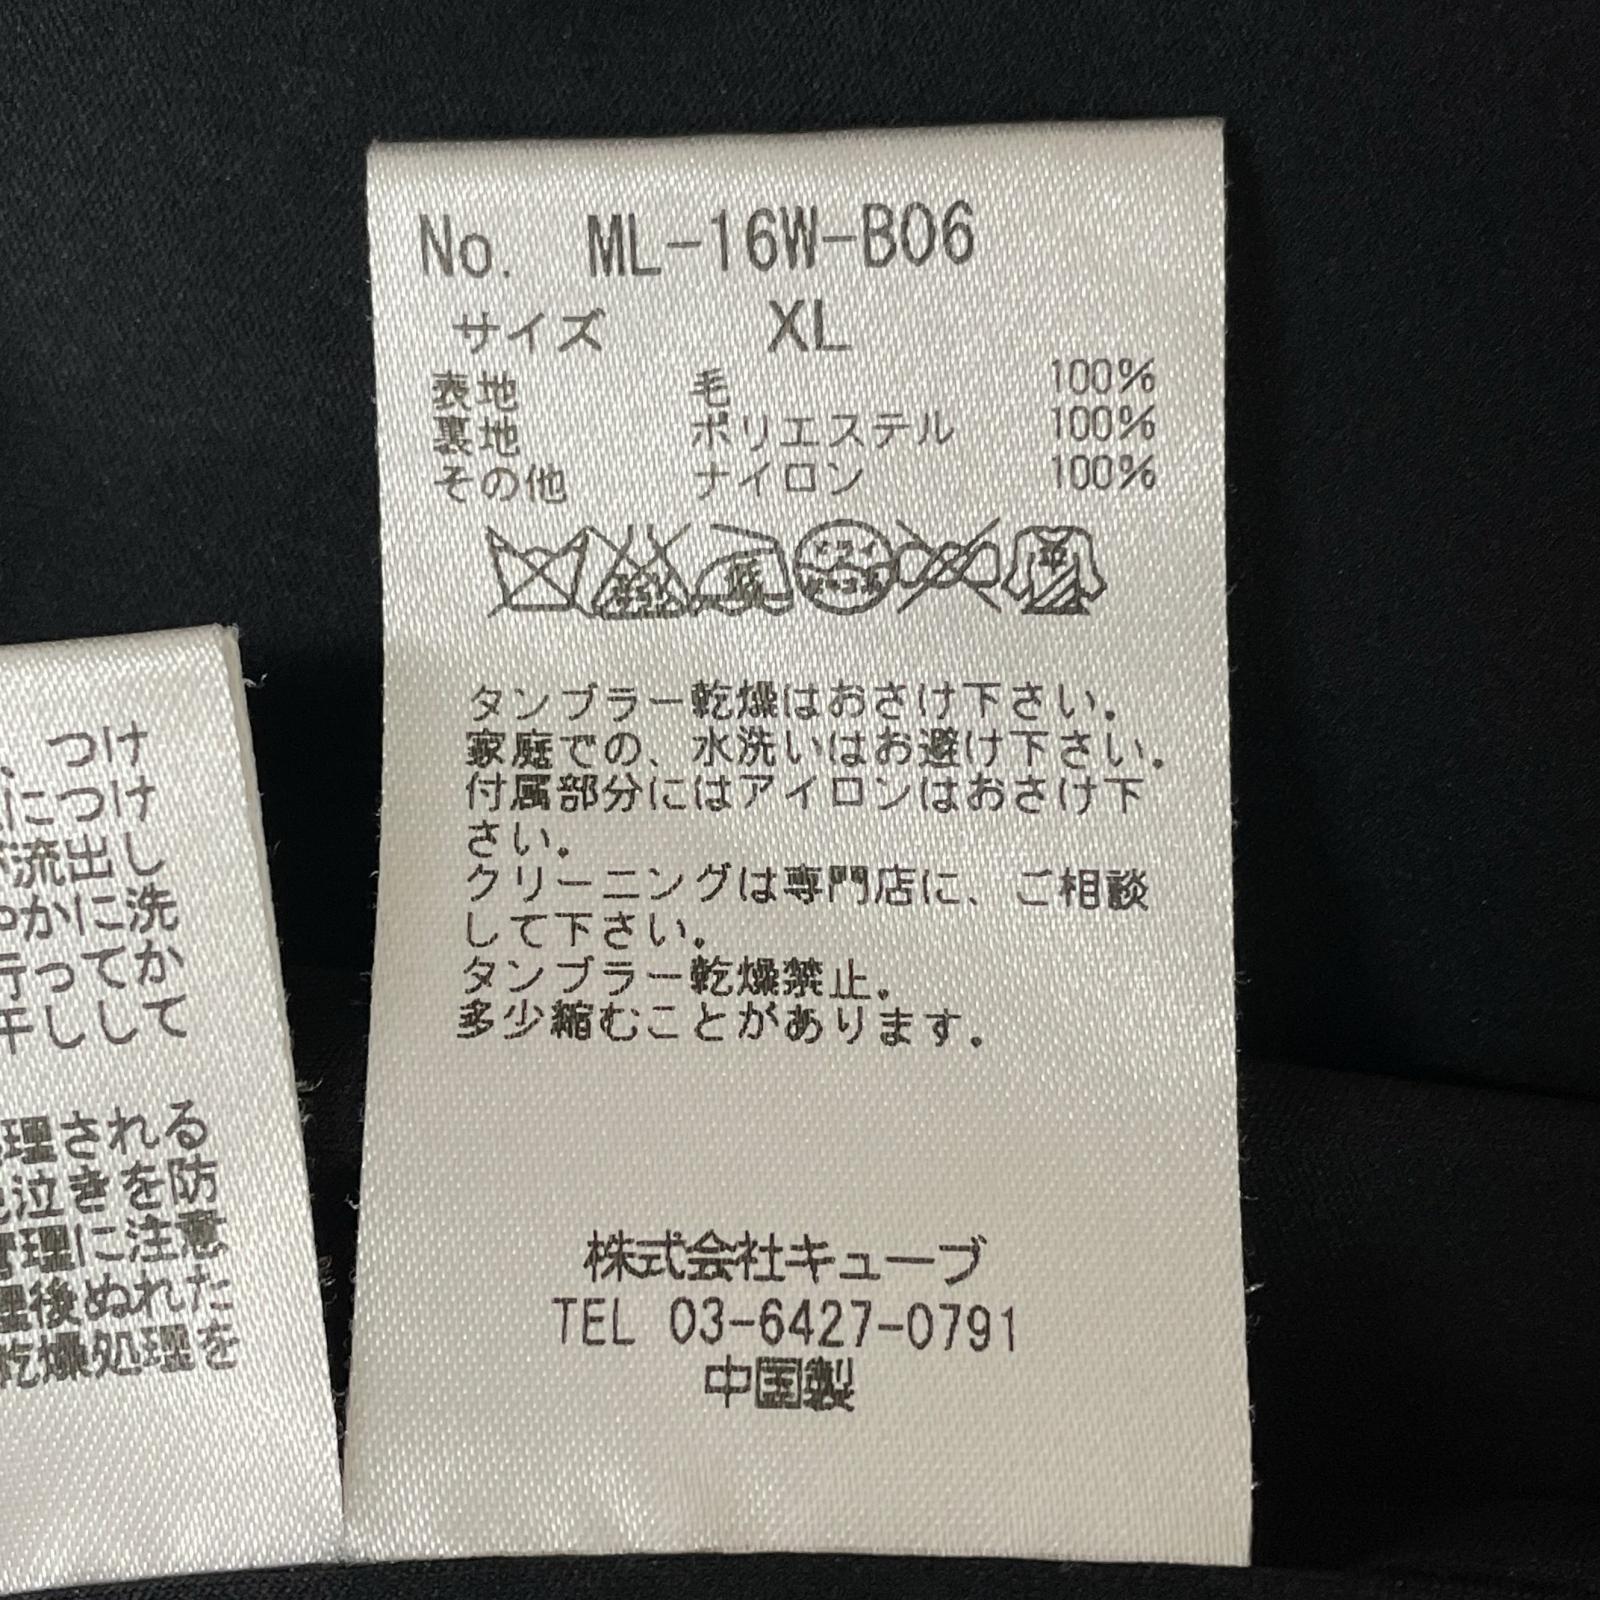 No. ML-16W-B06
サイズ XL
表地 毛 100%
裏地 ポリエステル 100%
その他 ナイロン 100%
ドライ
平
タンブラー乾燥はおさけ下さい。
家庭での、水洗いはお避け下さい。
付属部分にはアイロンはおさけ下
さい。
クリーニングは専門店に、ご相談
して下さい。
タンブラー乾燥禁止。
多少縮むことがあります。
株式会社キューブ
TEL 03-6427-0791
中国製
、つけ
につけ
流出し
やかに洗
行ってか
干しして
理される
泣きを防
管理に注意
理後ぬれた
乾燥処理を